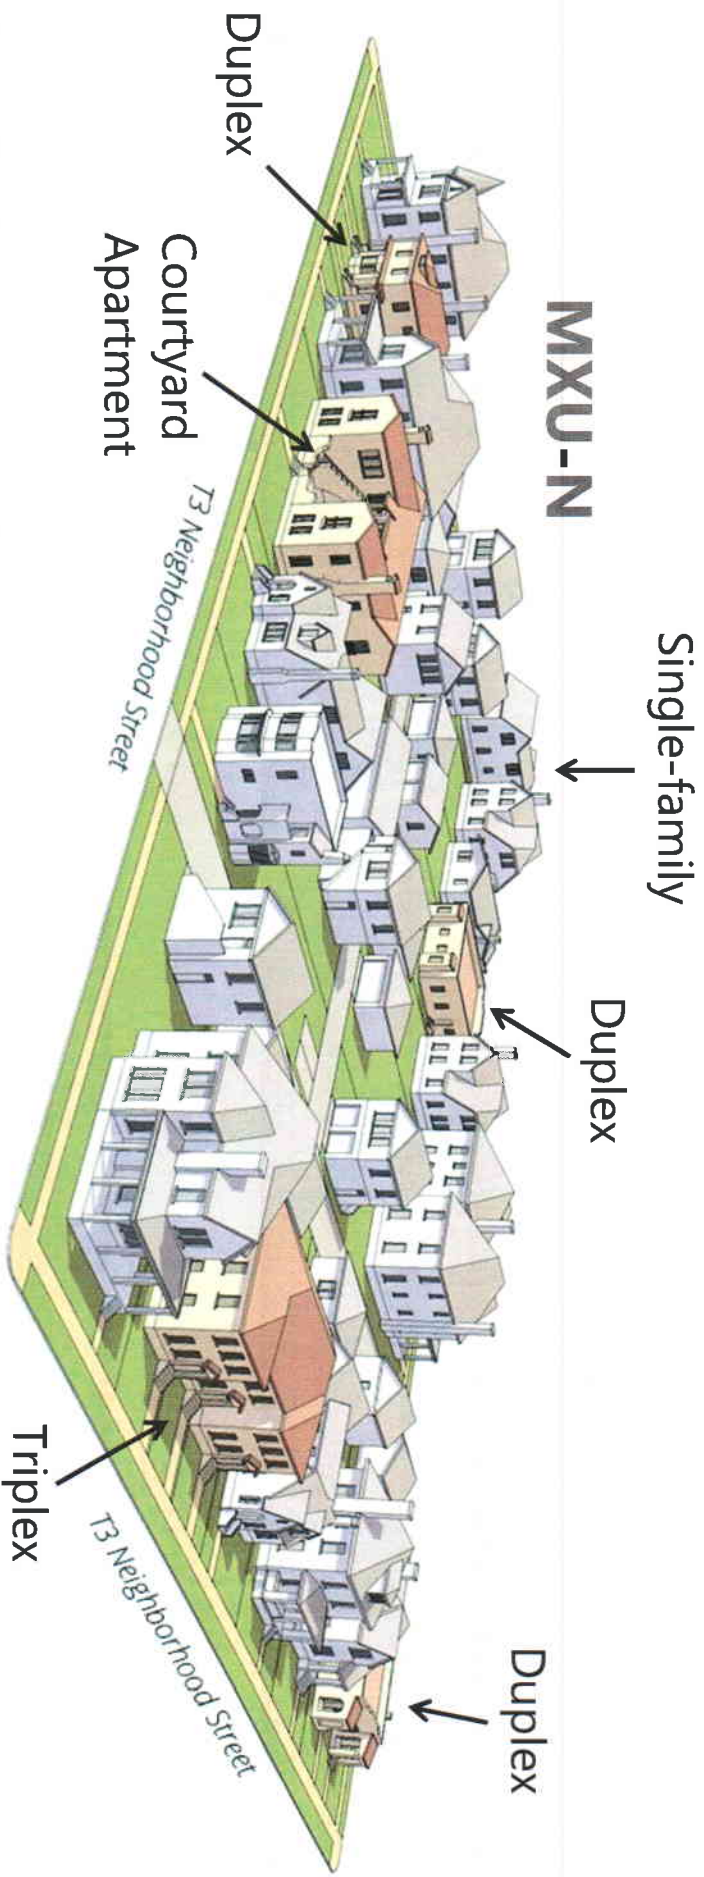 MXU-N
Single-family
Duplex
Duplex
Duplex
Courtyard
Apartment
T3 Neighborhood Street
Triplex
T3 Neighborhood Street